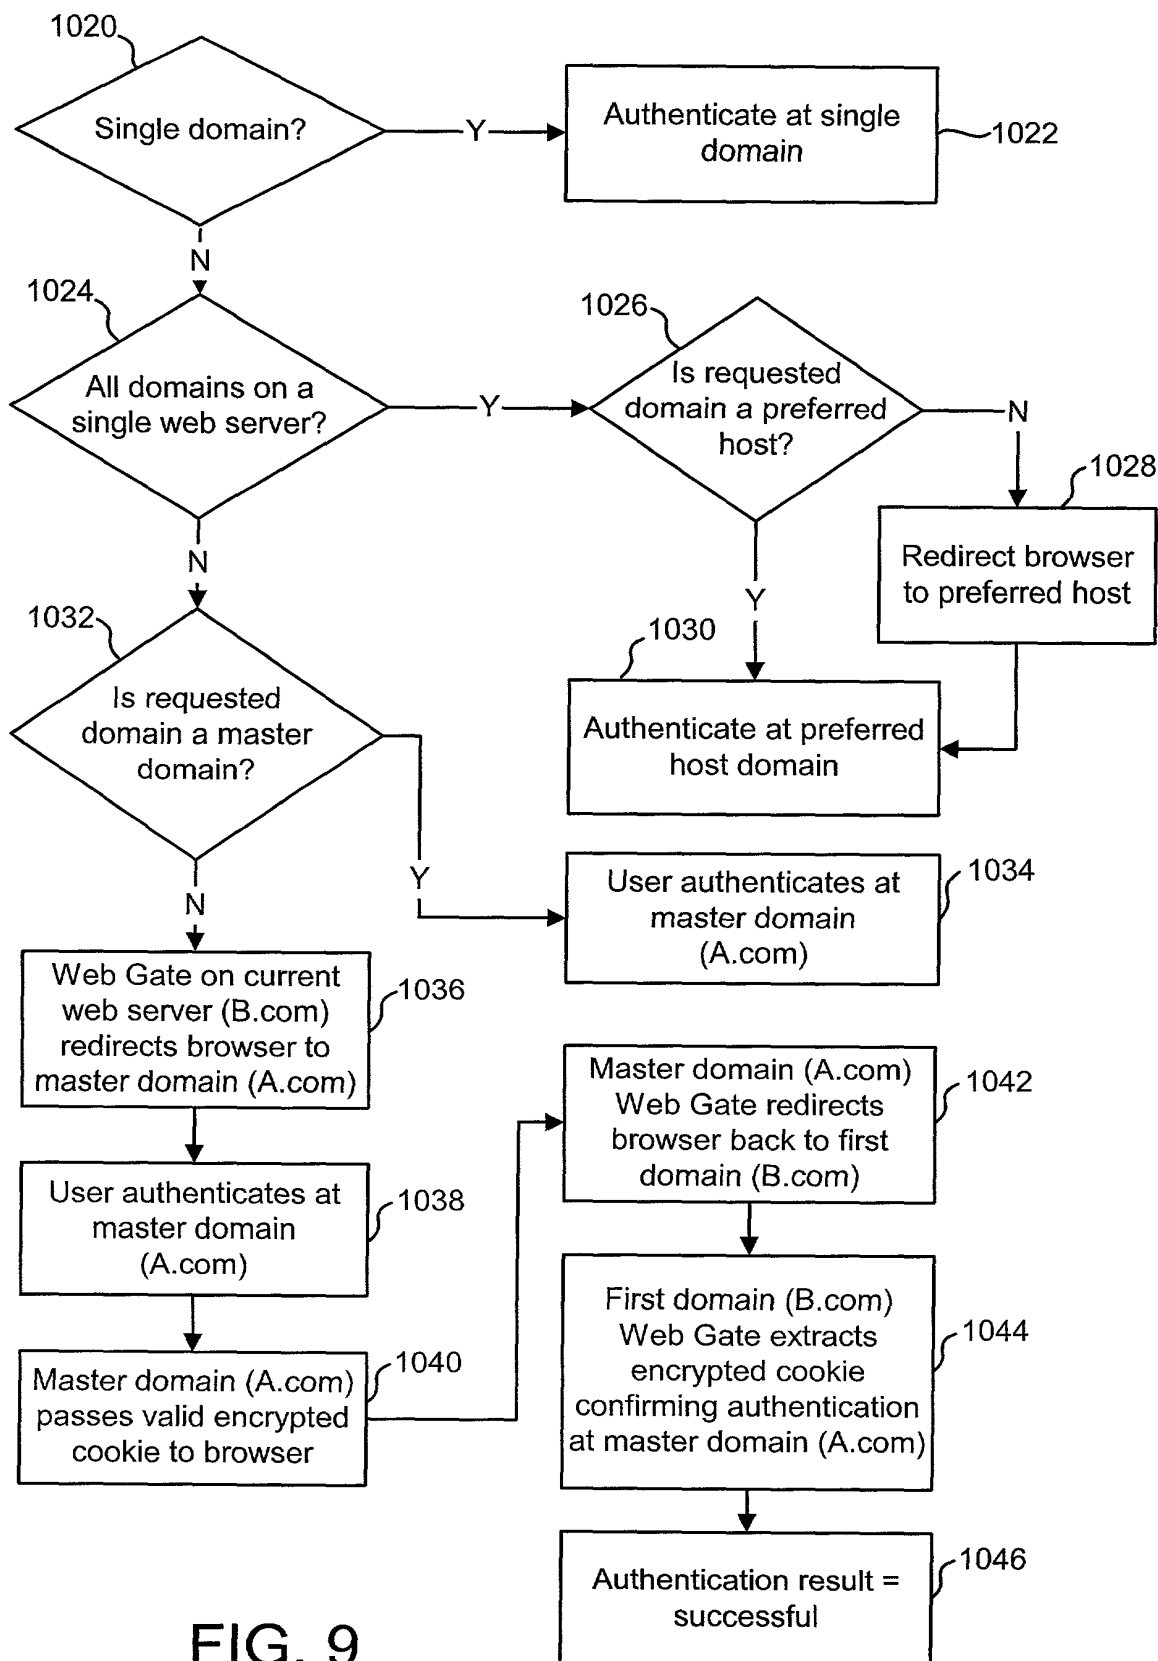 1020
Single domain?
Y
Authenticate at single
domain
1022
N
1024
All domains on a
single web server?
Y
1026
Is requested
domain a preferred
host?
N
1028
Redirect browser
to preferred host
Y
1030
Authenticate at preferred
host domain
N
1032
Is requested
domain a master
domain?
Y
1034
User authenticates at
master domain
(A.com)
N
1036
Web Gate on current
web server (B.com)
redirects browser to
master domain (A.com)
1038
User authenticates at
master domain
(A.com)
1040
Master domain (A.com)
passes valid encrypted
cookie to browser
1042
Master domain (A.com)
Web Gate redirects
browser back to first
domain (B.com)
1044
First domain (B.com)
Web Gate extracts
encrypted cookie
confirming authentication
at master domain (A.com)
1046
Authentication result =
successful
FIG. 9